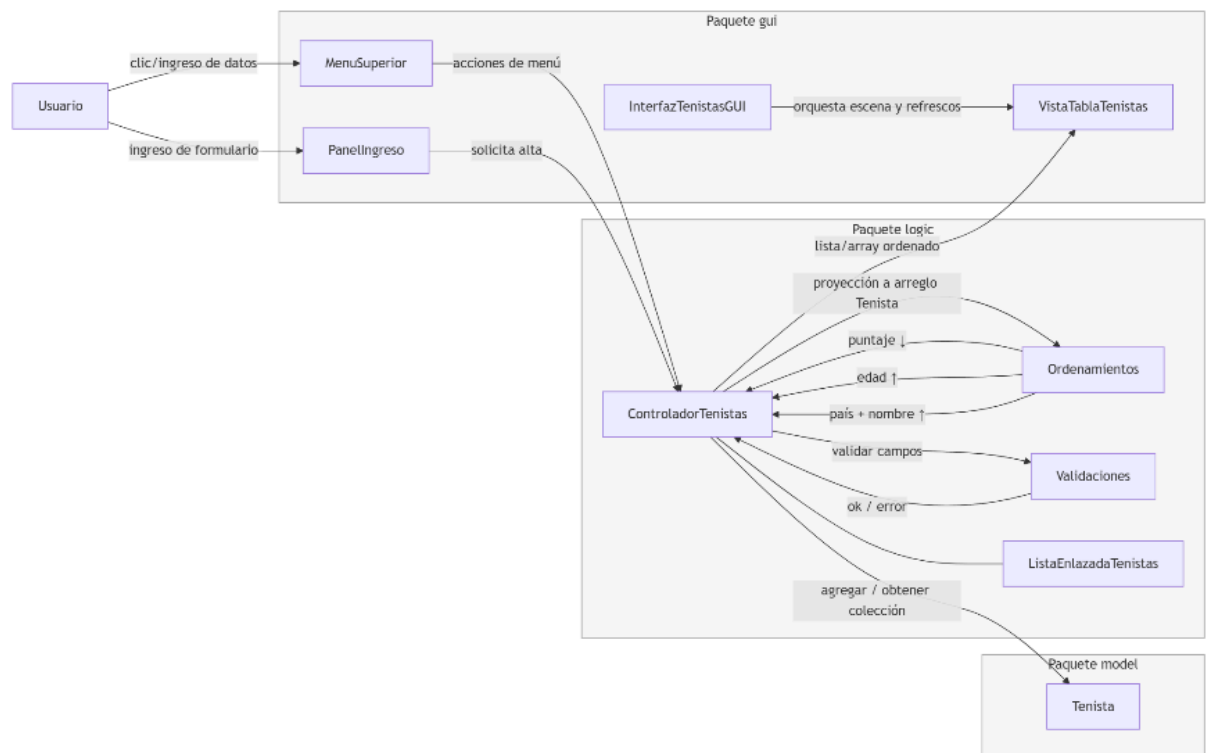 Paquete gui
clic/ingreso de datos
MenuSuperior
acciones de menú
Usuario
InterfazTenistasGUI
orquesta escena y refrescos
VistaTablaTenistas
ingreso de formulario
PanelIngreso
solicita alta
Paquete logic
lista/array ordenado
proyección a arreglo
Tenista
puntaje ↓
Ordenamientos
edad ↑
ControladorTenistas
país + nombre ↑
validar campos
Validaciones
ok / error
ListaEnlazadaTenistas
agregar / obtener
colección
Paquete model
Tenista